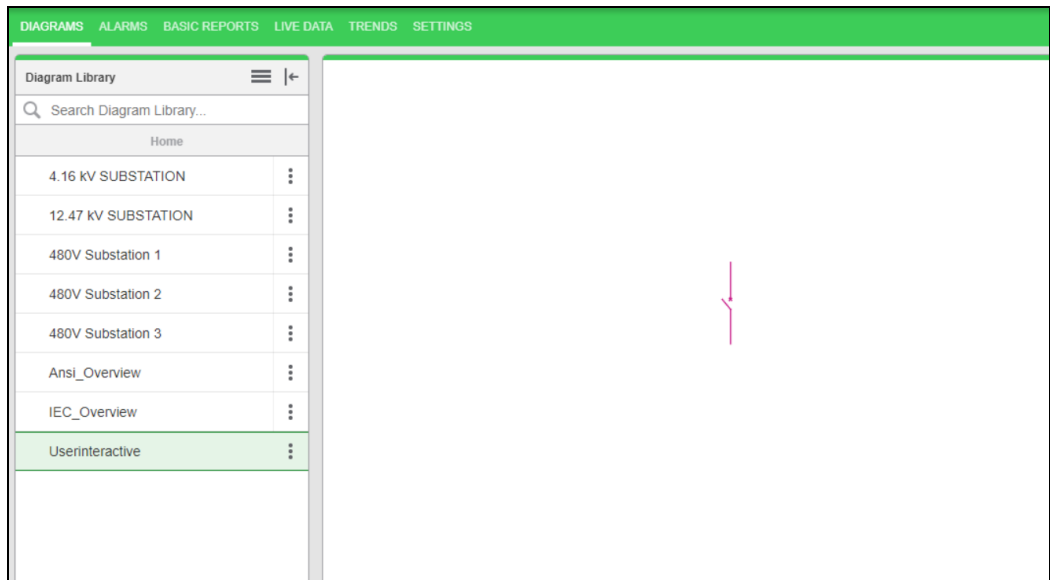 DIAGRAMS ALARMS BASIC REPORTS LIVE DATA TRENDS SETTINGS
Diagram Library
Search Diagram Library...
Home
4.16 kV SUBSTATION
12.47 kV SUBSTATION
480V Substation 1
480V Substation 2
480V Substation 3
Ansi_Overview
IEC_Overview
Userinteractive